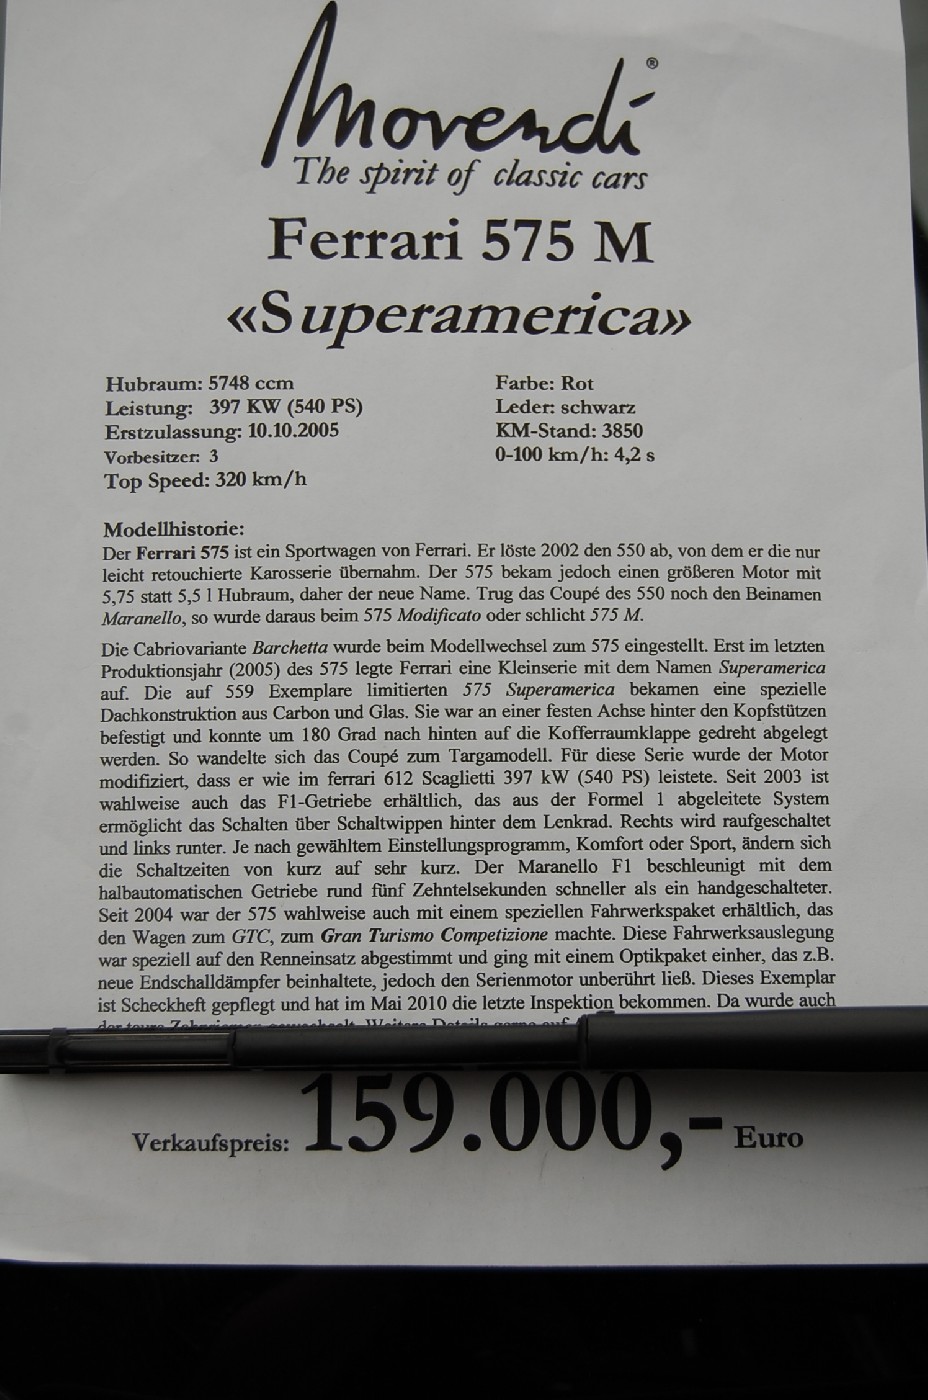 Movendi®
The spirit of classic cars
Ferrari 575 M
«Superamerica»
Hubraum: 5748 ccm
Leistung: 397 KW (540 PS)
Erstzulassung: 10.10.2005
Vorbesitzer: 3
Top Speed: 320 km/h
Farbe: Rot
Leder: schwarz
KM-Stand: 3850
0-100 km/h: 4,2 s
Modellhistorie:
Der Ferrari 575 ist ein Sportwagen von Ferrari. Er löste 2002 den 550 ab, von dem er die nur
leicht retouchierte Karosserie übernahm. Der 575 bekam jedoch einen größeren Motor mit
5,75 statt 5,5 l Hubraum, daher der neue Name. Trug das Coupé des 550 noch den Beinamen
Maranello, so wurde daraus beim 575 Modificato oder schlicht 575 M.
Die Cabriovariante Barchetta wurde beim Modellwechsel zum 575 eingestellt. Erst im letzten
Produktionsjahr (2005) des 575 legte Ferrari eine Kleinserie mit dem Namen Superamerica
auf. Die auf 559 Exemplare limitierten 575 Superamerica bekamen eine spezielle
Dachkonstruktion aus Carbon und Glas. Sie war an einer festen Achse hinter den Kopfstützen
befestigt und konnte um 180 Grad nach hinten auf die Kofferraumklappe gedreht abgelegt
werden. So wandelte sich das Coupé zum Targamodell. Für diese Serie wurde der Motor
modifiziert, dass er wie im ferrari 612 Scaglietti 397 kW (540 PS) leistete. Seit 2003 ist
wahlweise auch das F1-Getriebe erhältlich, das aus der Formel 1 abgeleitete System
ermöglicht das Schalten über Schaltwippen hinter dem Lenkrad. Rechts wird raufgeschaltet
und links runter. Je nach gewähltem Einstellungsprogramm, Komfort oder Sport, ändern sich
die Schaltzeiten von kurz auf sehr kurz. Der Maranello F1 beschleunigt mit dem
halbautomatischen Getriebe rund fünf Zehntelsekunden schneller als ein handgeschalteter.
Seit 2004 war der 575 wahlweise auch mit einem speziellen Fahrwerkspaket erhältlich, das
den Wagen zum GTC, zum Gran Turismo Competizione machte. Diese Fahrwerksauslegung
war speziell auf den Renneinsatz abgestimmt und ging mit einem Optikpaket einher, das z.B.
neue Endschalldämpfer beinhaltete, jedoch den Serienmotor unberührt ließ. Dieses Exemplar
ist Scheckheft gepflegt und hat im Mai 2010 die letzte Inspektion bekommen. Da wurde auch
der teure Zahnriemen gewechselt. Weitere Details gerne auf
Verkaufspreis: 159.000,- Euro